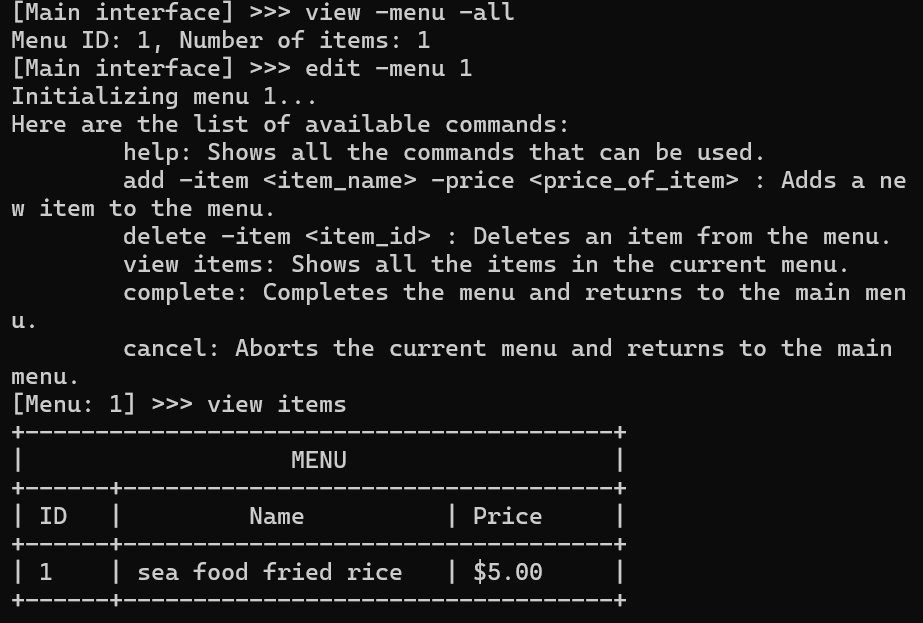 [Main interface] >>> view -menu -all
Menu ID: 1, Number of items: 1
[Main interface] >>> edit -menu 1
Initializing menu 1...
Here are the list of available commands:
        help: Shows all the commands that can be used.
        add -item <item_name> -price <price_of_item> : Adds a ne
w item to the menu.
        delete -item <item_id> : Deletes an item from the menu.
        view items: Shows all the items in the current menu.
        complete: Completes the menu and returns to the main men
u.
        cancel: Aborts the current menu and returns to the main
menu.
[Menu: 1] >>> view items
+------------------------------------------+
|                   MENU                   |
+------+-----------------------------------+
| ID   |         Name          | Price     |
+------+-----------------------------------+
| 1    | sea food fried rice   | $5.00     |
+------+-----------------------------------+